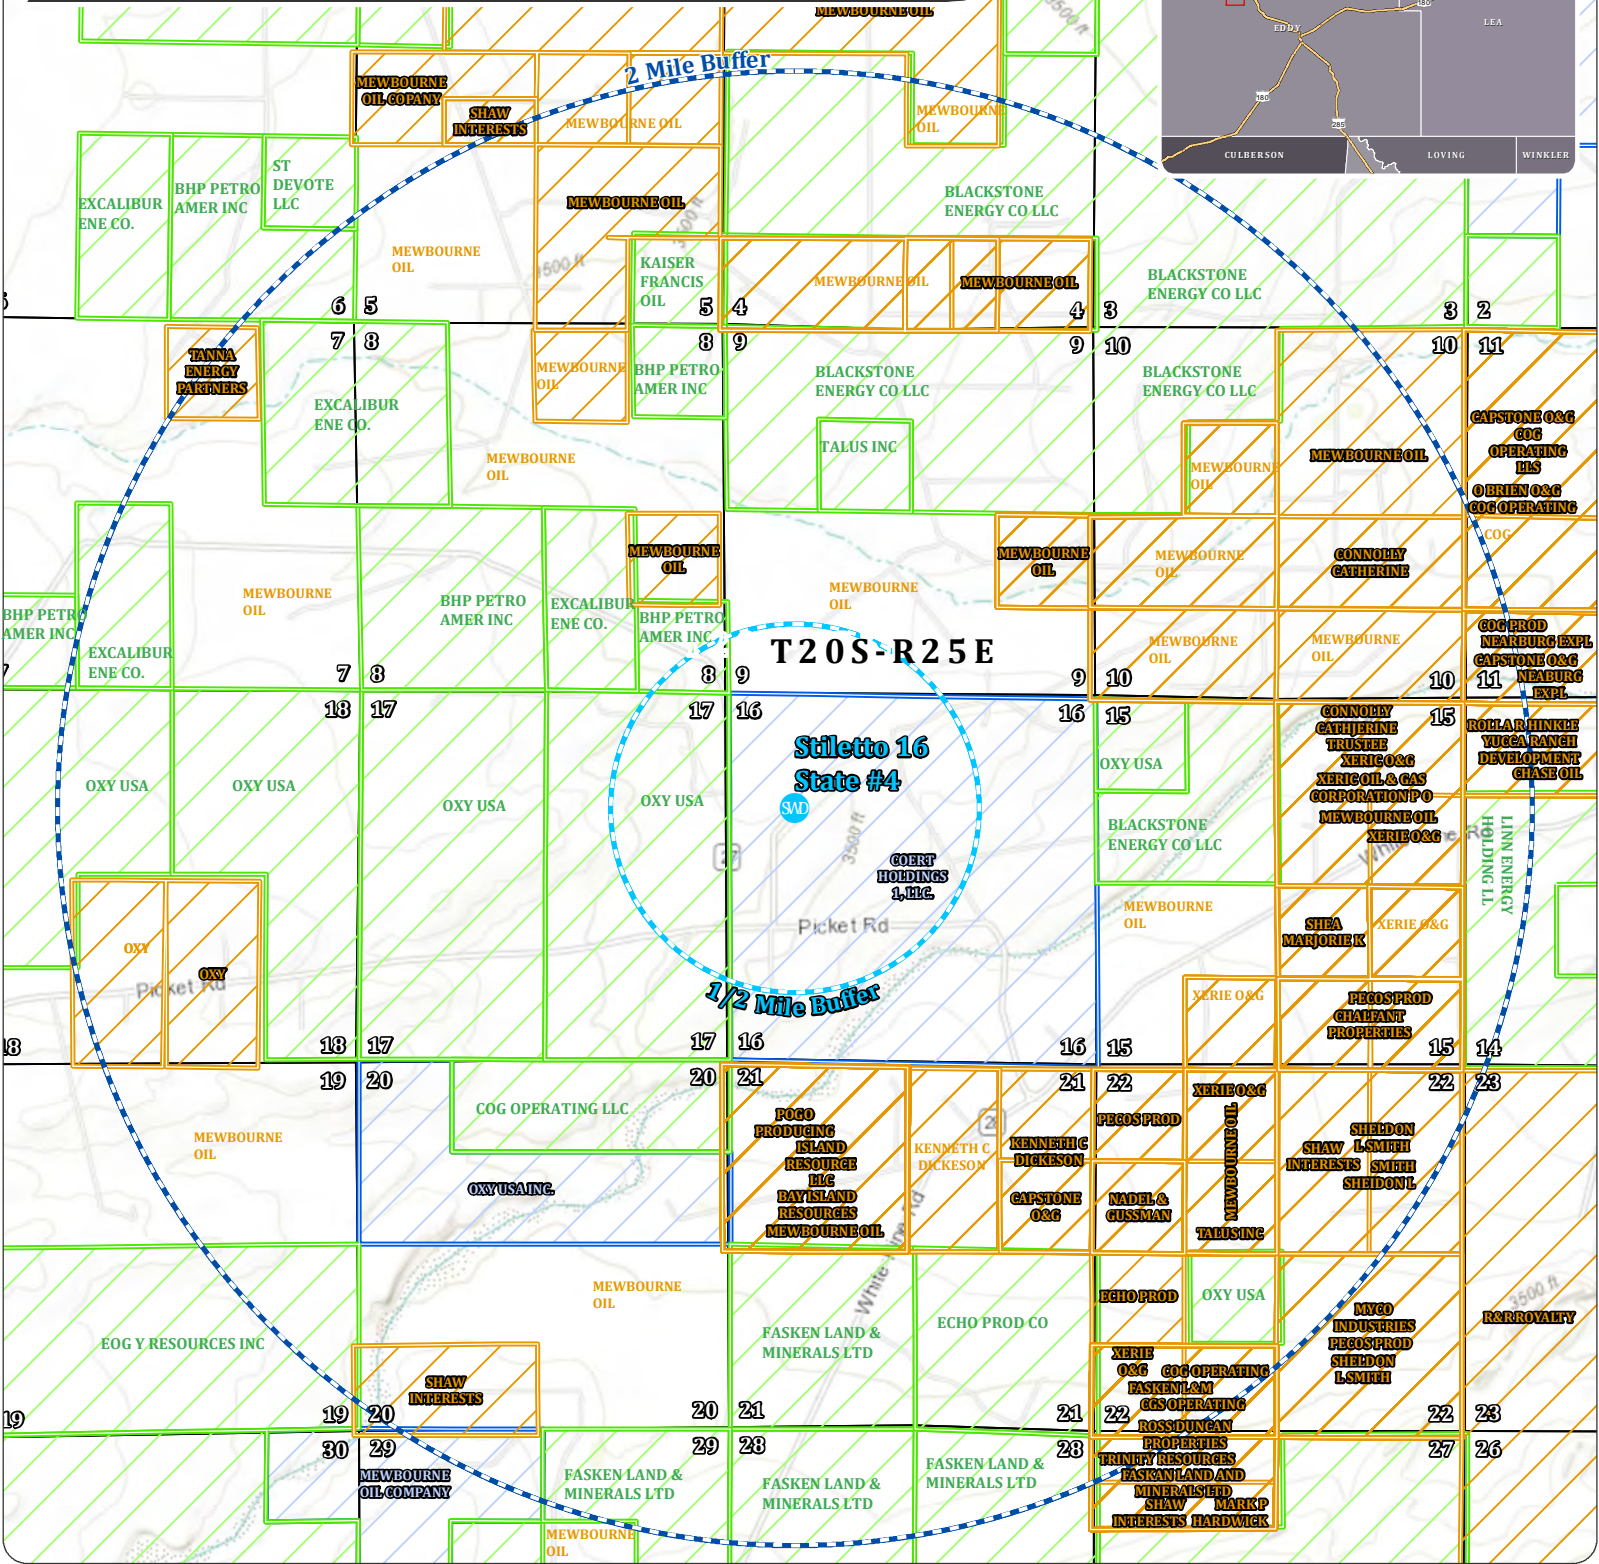 MEWBOURNE OIL
3500 ft
180
EDDY
LEA
180
285
CULBERSON
LOVING
WINKLER
2 Mile Buffer
MEWBOURNE
OIL COPANY
SHAW
INTERESTS
MEWBOURNE OIL
MEWBOURNE
OIL
EXCALIBUR
ENE CO.
BHP PETRO
AMER INC
ST
DEVOTE
LLC
MEWBOURNE OIL
3500 ft
BLACKSTONE
ENERGY CO LLC
MEWBOURNE
OIL
3500 ft
KAISER
FRANCIS
OIL
MEWBOURNE OIL
MEWBOURNE OIL
BLACKSTONE
ENERGY CO LLC
6 5
5 4
4 3
3 2
7 8
8 9
9 10
10 11
TANNA
ENERGY
PARTNERS
EXCALIBUR
ENE CO.
MEWBOURNE
OIL
BHP PETRO
AMER INC
BLACKSTONE
ENERGY CO LLC
BLACKSTONE
ENERGY CO LLC
TALUS INC
MEWBOURNE
OIL
MEWBOURNE
OIL
MEWBOURNE OIL
CAPSTONE O&G
COG
OPERATING
LLS
O BRIEN O&G
COG OPERATING
COG
MEWBOURNE
OIL
MEWBOURNE
OIL
MEWBOURNE
OIL
CONNOLLY
CATHERINE
BHP PETRO
AMER INC
EXCALIBUR
ENE CO.
MEWBOURNE
OIL
BHP PETRO
AMER INC
EXCALIBUR
ENE CO.
BHP PETRO
AMER INC
MEWBOURNE
OIL
T20S-R25E
MEWBOURNE
OIL
MEWBOURNE
OIL
COG PROD
NEARBURG EXPL
CAPSTONE O&G
NEABURG
EXPL
7 8
8 9
9 10
10 11
18 17
17 16
16 15
15
OXY USA
OXY USA
OXY USA
OXY USA
Stiletto 16
State #4
SWD
27
3500 ft
COERT
HOLDINGS
1, LLC.
Picket Rd
1/2 Mile Buffer
OXY USA
BLACKSTONE
ENERGY CO LLC
MEWBOURNE
OIL
CONNOLLY
CATHJERINE
TRUSTEE
XERIC O&G
XERIC OIL & GAS
CORPORATION P O
MEWBOURNE OIL
XERIE O&G
ROLLA R HINKLE
YUCCA RANCH
DEVELOPMENT
CHASE OIL
LINN ENERGY
HOLDING LL
SHEA
MARJORIE K
XERIE O&G
XERIE O&G
PECOS PROD
CHALFANT
PROPERTIES
OXY
OXY
Picket Rd
18
18 17
17 16
16 15
15 14
19 20
20 21
21 22
22 23
MEWBOURNE
OIL
COG OPERATING LLC
OXY USA INC.
POGO
PRODUCING
ISLAND
RESOURCE
LLC
BAY ISLAND
RESOURCES
MEWBOURNE OIL
KENNETH C
DICKESON
KENNETH C
DICKESON
CAPSTONE
O&G
PECOS PROD
NADEL &
GUSSMAN
XERIE O&G
MEWBOURNE OIL
TALUS INC
SHELDON
L SMITH
SHAW
INTERESTS
SMITH
SHEIDON L
EOG Y RESOURCES INC
MEWBOURNE
OIL
SHAW
INTERESTS
FASKEN LAND &
MINERALS LTD
ECHO PROD CO
ECHO PROD
OXY USA
MYCO
INDUSTRIES
PECOS PROD
SHELDON
L SMITH
3500 ft
R&R ROYALTY
XERIE
O&G
COG OPERATING
FASKEN L&M
CGS OPERATING
ROSS DUNCAN
PROPERTIES
TRINITY RESOURCES
FASKAN LAND AND
MINERALS LTD
SHAW
INTERESTS
MARK P
HARDWICK
19
19 20
20 21
21 22
22 23
30 29
29 28
28
27 26
MEWBOURNE
OIL COMPANY
FASKEN LAND &
MINERALS LTD
FASKEN LAND &
MINERALS LTD
FASKEN LAND &
MINERALS LTD
MEWBOURNE
OIL